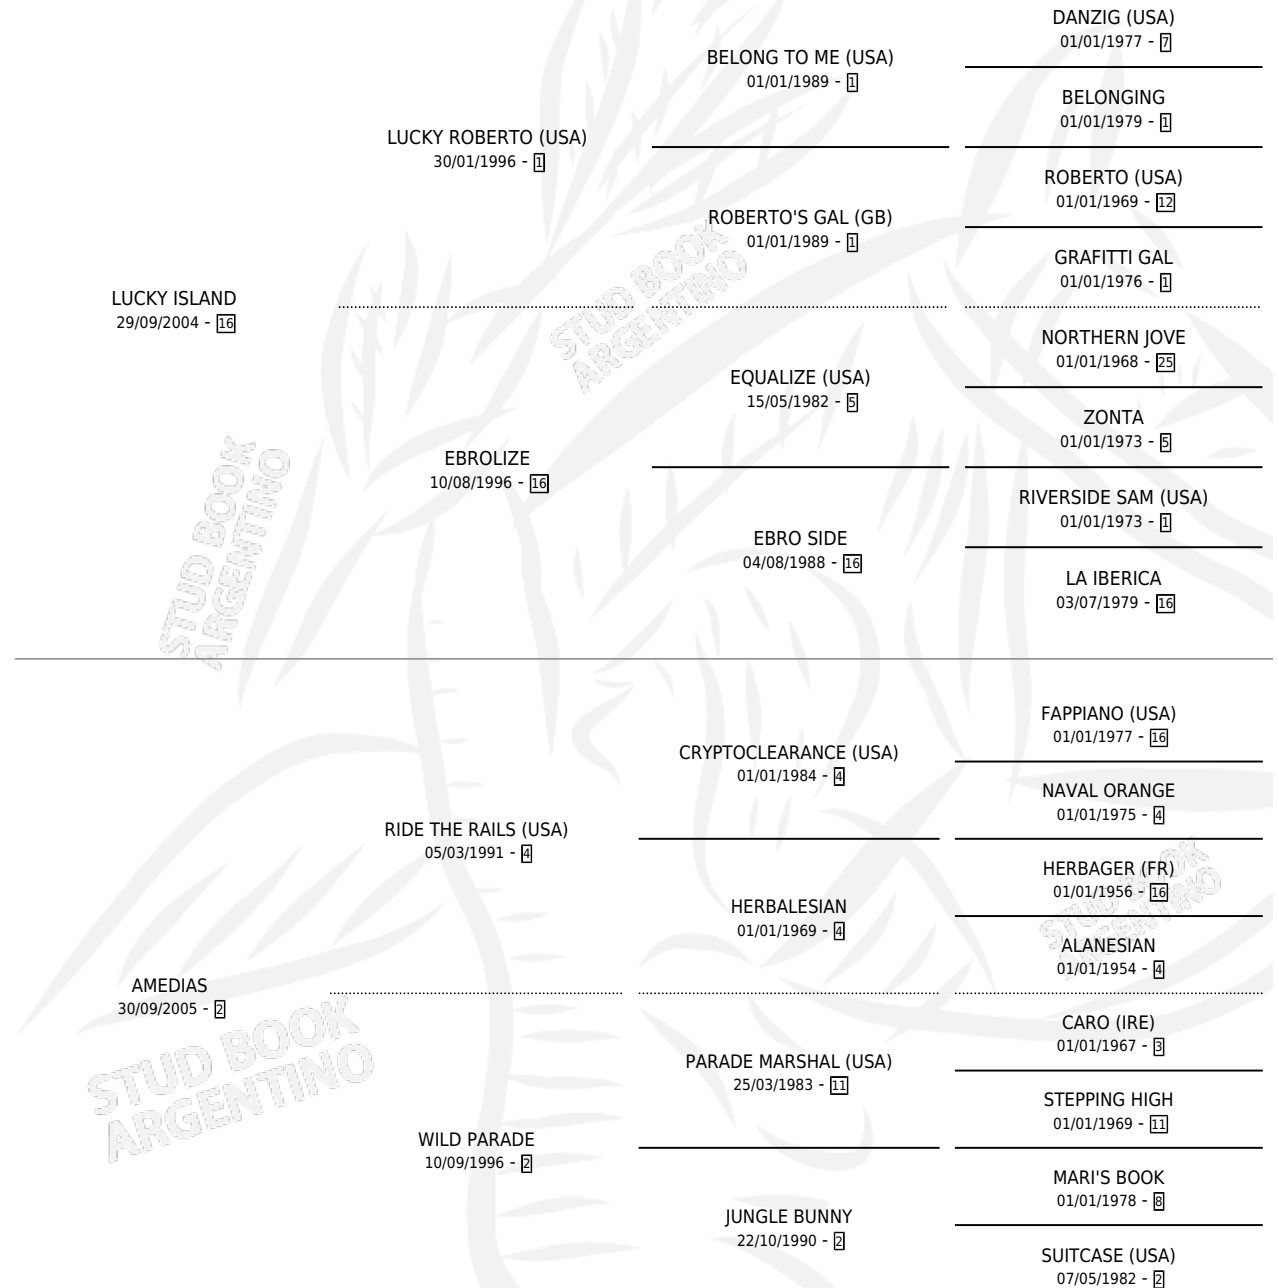 DANZIG (USA)
01/01/1977 - 7
BELONG TO ME (USA)
01/01/1989 - 1
BELONGING
01/01/1979 - 1
LUCKY ROBERTO (USA)
30/01/1996 - 1
ROBERTO (USA)
01/01/1969 - 12
ROBERTO'S GAL (GB)
01/01/1989 - 1
GRAFITTI GAL
01/01/1976 - 1
LUCKY ISLAND
29/09/2004 - 16
STUD BOOK
ARGENTINO
NORTHERN JOVE
01/01/1968 - 25
EQUALIZE (USA)
15/05/1982 - 5
ZONTA
01/01/1973 - 5
EBROLIZE
10/08/1996 - 16
RIVERSIDE SAM (USA)
01/01/1973 - 1
EBRO SIDE
04/08/1988 - 16
LA IBERICA
03/07/1979 - 16
STUD BOOK
ARGENTINO
FAPPIANO (USA)
01/01/1977 - 16
CRYPTOCLEARANCE (USA)
01/01/1984 - 4
NAVAL ORANGE
01/01/1975 - 4
RIDE THE RAILS (USA)
05/03/1991 - 4
HERBAGER (FR)
01/01/1956 - 16
HERBALESIAN
01/01/1969 - 4
STUD BOOK
ARGENTINO
ALANESIAN
01/01/1954 - 4
AMEDIAS
30/09/2005 - 2
STUD BOOK
ARGENTINO
CARO (IRE)
01/01/1967 - 3
PARADE MARSHAL (USA)
25/03/1983 - 11
STEPPING HIGH
01/01/1969 - 11
WILD PARADE
10/09/1996 - 2
MARI'S BOOK
01/01/1978 - 8
JUNGLE BUNNY
22/10/1990 - 2
SUITCASE (USA)
07/05/1982 - 2